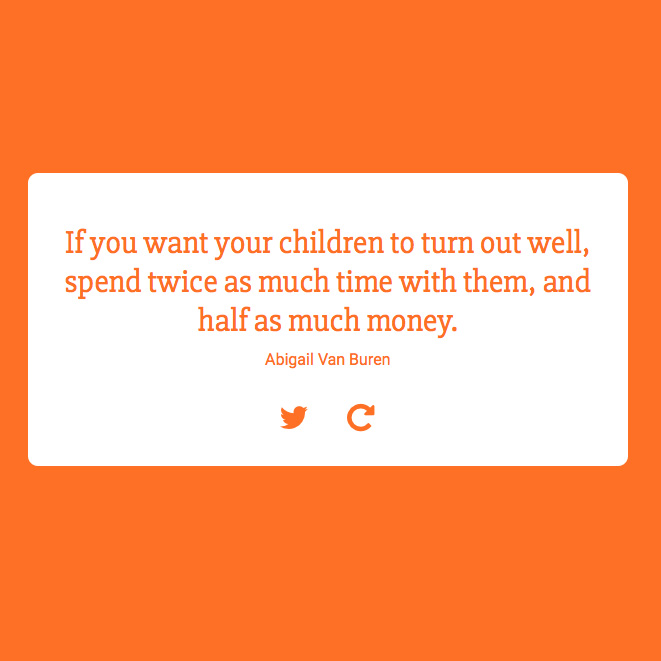 If you want your children to turn out well,
spend twice as much time with them, and
half as much money.
Abigail Van Buren